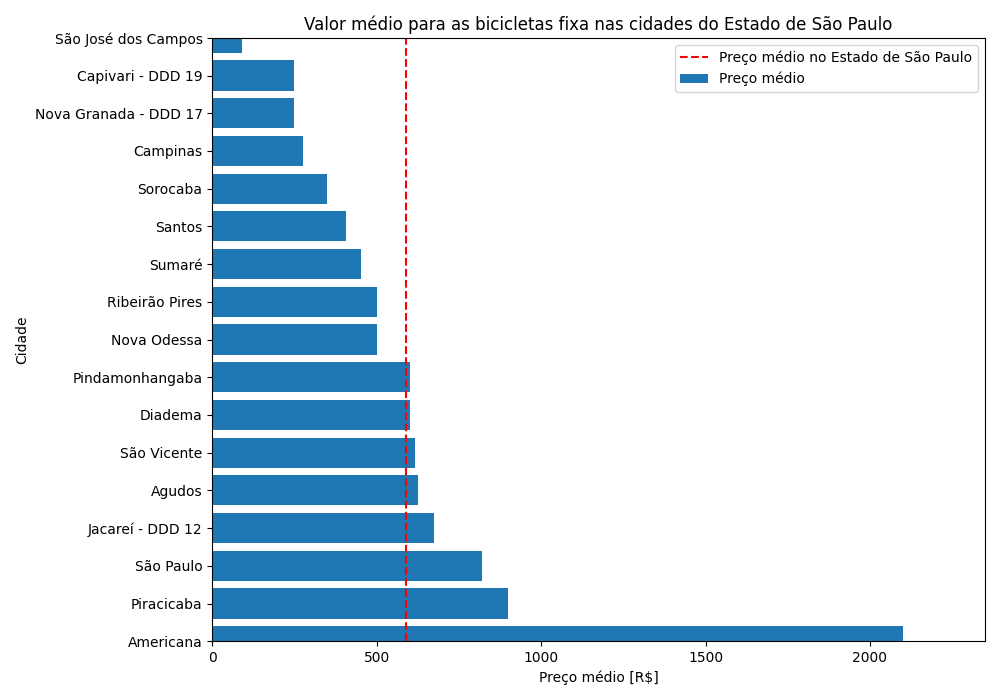 Valor médio para as bicicletas fixa nas cidades do Estado de São Paulo
Preço médio no Estado de São Paulo
Preço médio
Cidade
São José dos Campos
Capivari - DDD 19
Nova Granada - DDD 17
Campinas
Sorocaba
Santos
Sumaré
Ribeirão Pires
Nova Odessa
Pindamonhangaba
Diadema
São Vicente
Agudos
Jacareí - DDD 12
São Paulo
Piracicaba
Americana
0 500 1000 1500 2000
Preço médio [R$]